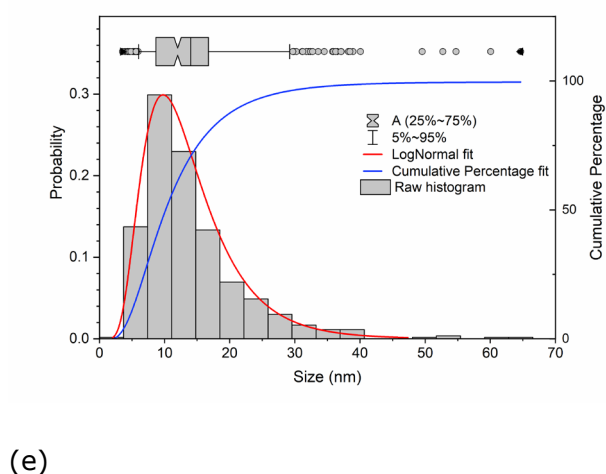 A (25%~75%)
5%~95%
LogNormal fit
Cumulative Percentage fit
Raw histogram
Probability
0.3
0.2
0.1
0.0
Cumulative Percentage
100
50
0
0 10 20 30 40 50 60 70
Size (nm)
(e)